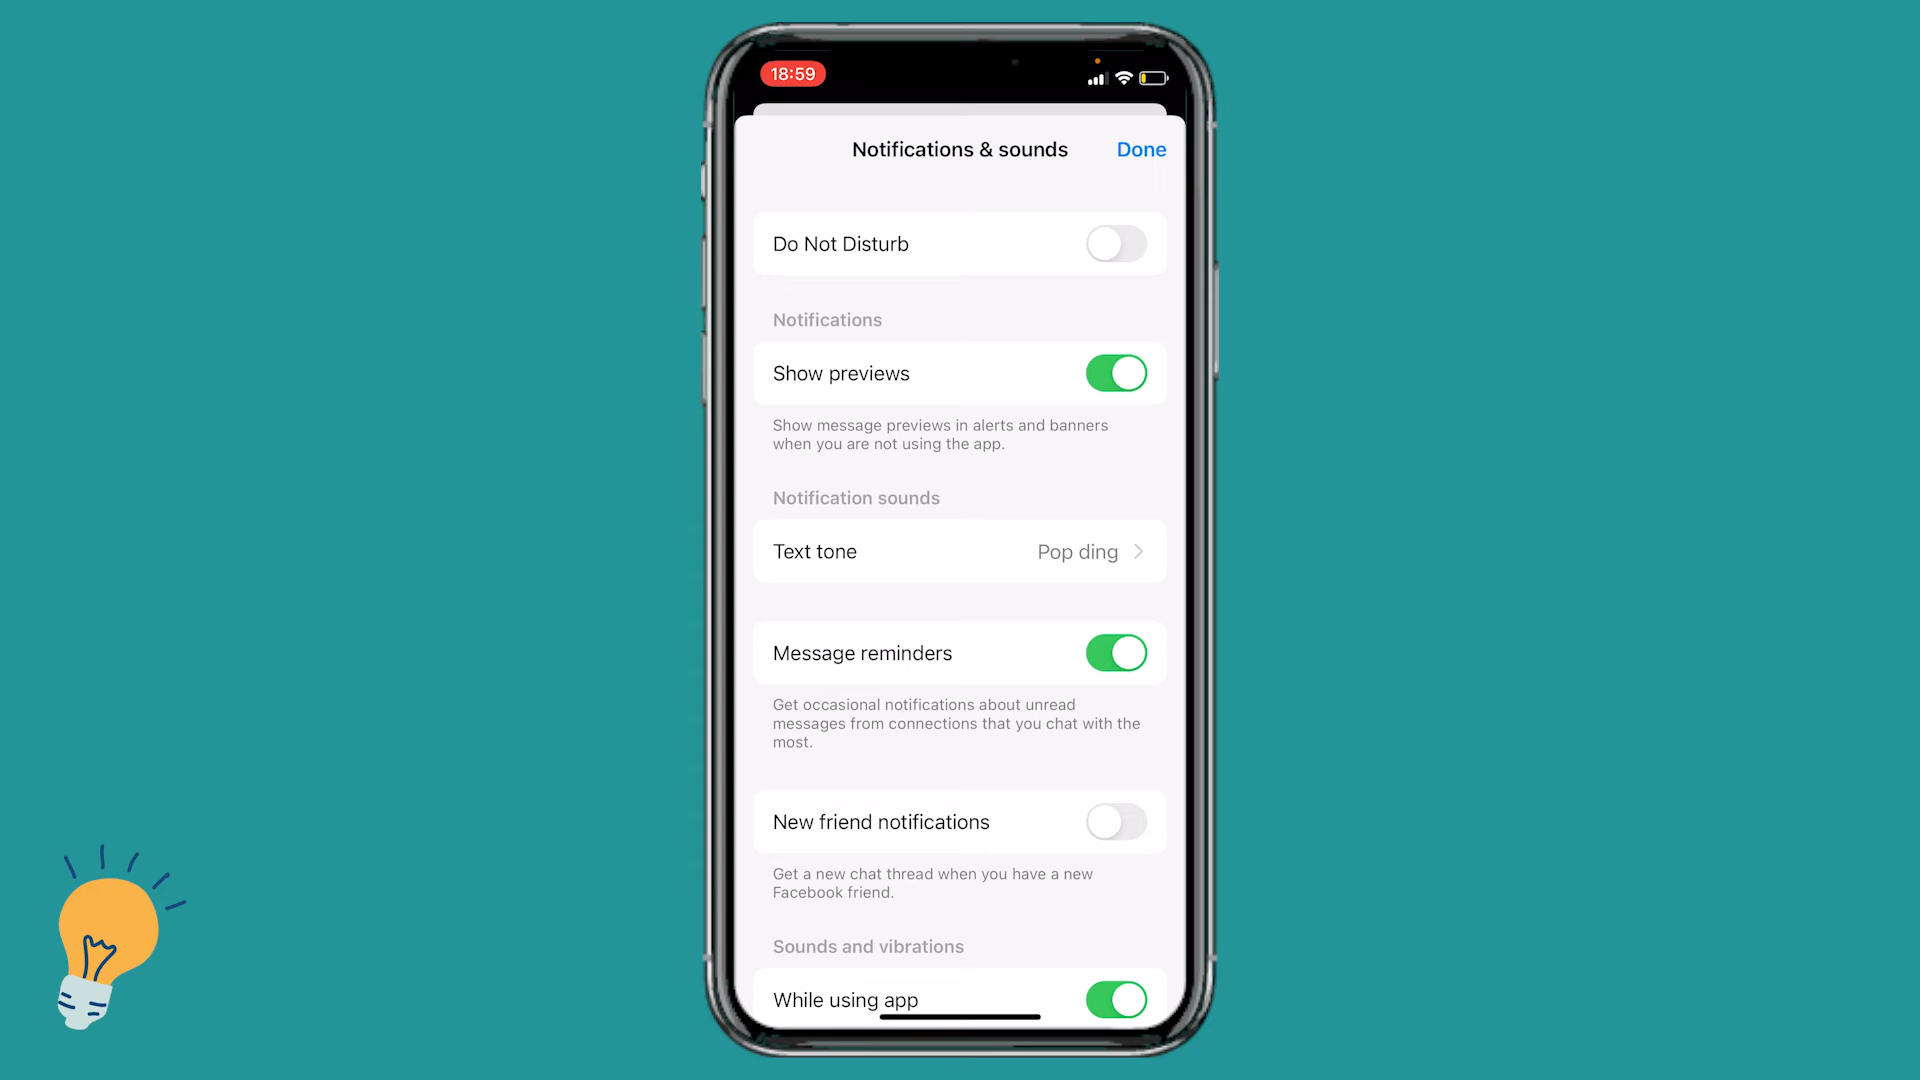 18:59
Notifications & sounds
Done
Do Not Disturb
Notifications
Show previews
Show message previews in alerts and banners
when you are not using the app.
Notification sounds
Text tone
Pop ding
Message reminders
Get occasional notifications about unread
messages from connections that you chat with the
most.
New friend notifications
Get a new chat thread when you have a new
Facebook friend.
Sounds and vibrations
While using app